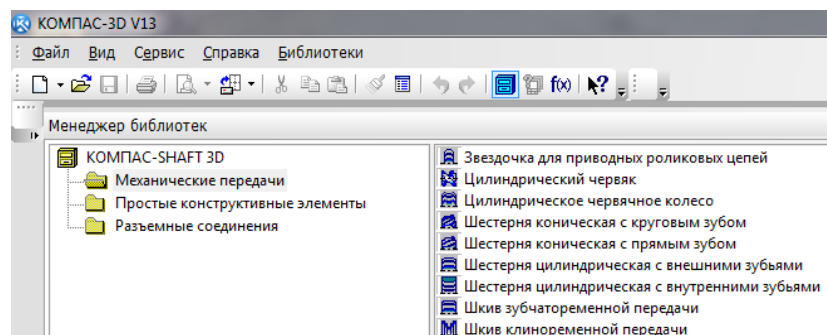 КОМПАС-3D V13
Файл Вид Сервис Справка Библиотеки
f(x) ?
Менеджер библиотек
КОМПАС-SHAFT 3D
Механические передачи
Простые конструктивные элементы
Разъемные соединения
Звездочка для приводных роликовых цепей
Цилиндрический червяк
Цилиндрическое червячное колесо
Шестерня коническая с круговым зубом
Шестерня коническая с прямым зубом
Шестерня цилиндрическая с внешними зубьями
Шестерня цилиндрическая с внутренними зубьями
Шкив зубчатоременной передачи
Шкив клиноременной передачи